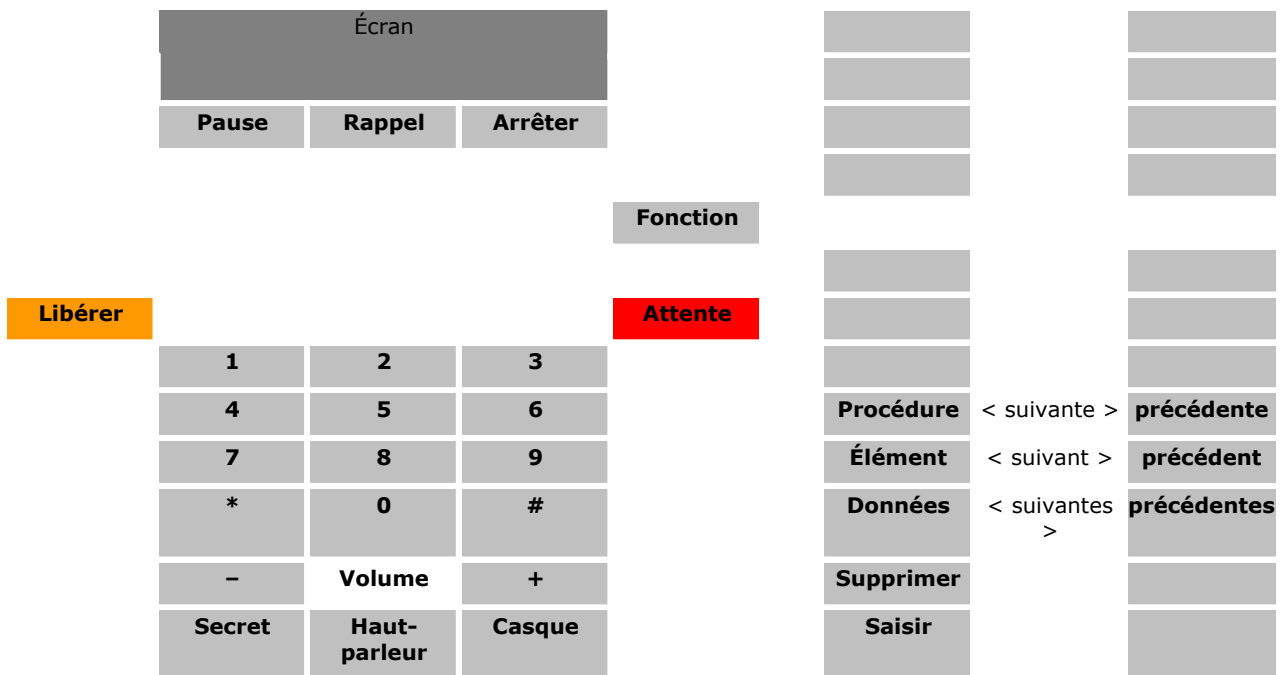 Écran
Pause Rappel Arrêter
Fonction
Libérer Attente
1 2 3
4 5 6 Procédure < suivante > précédente
7 8 9 Élément < suivant > précédent
* 0 # Données < suivantes précédentes
>
– Volume + Supprimer
Secret Haut- Casque Saisir
parleur